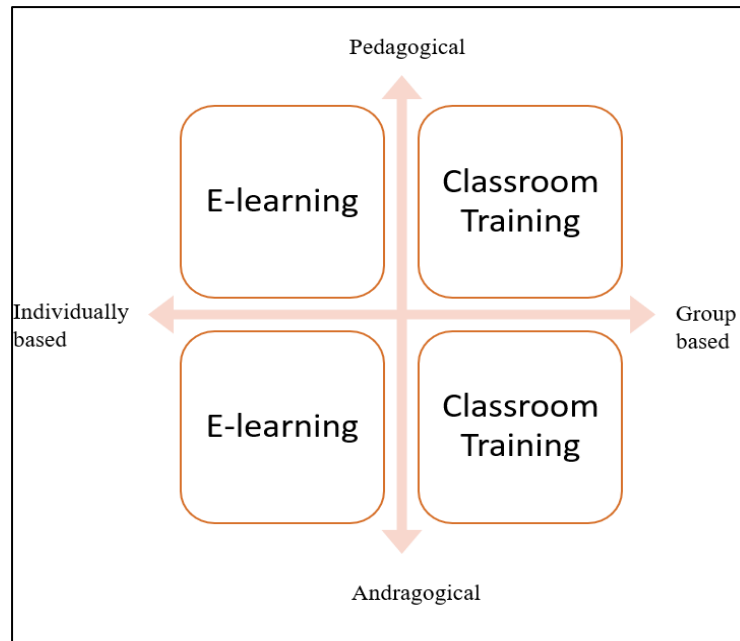 Pedagogical
E-learning
Classroom
Training
Individually
based
Group
based
E-learning
Classroom
Training
Andragogical